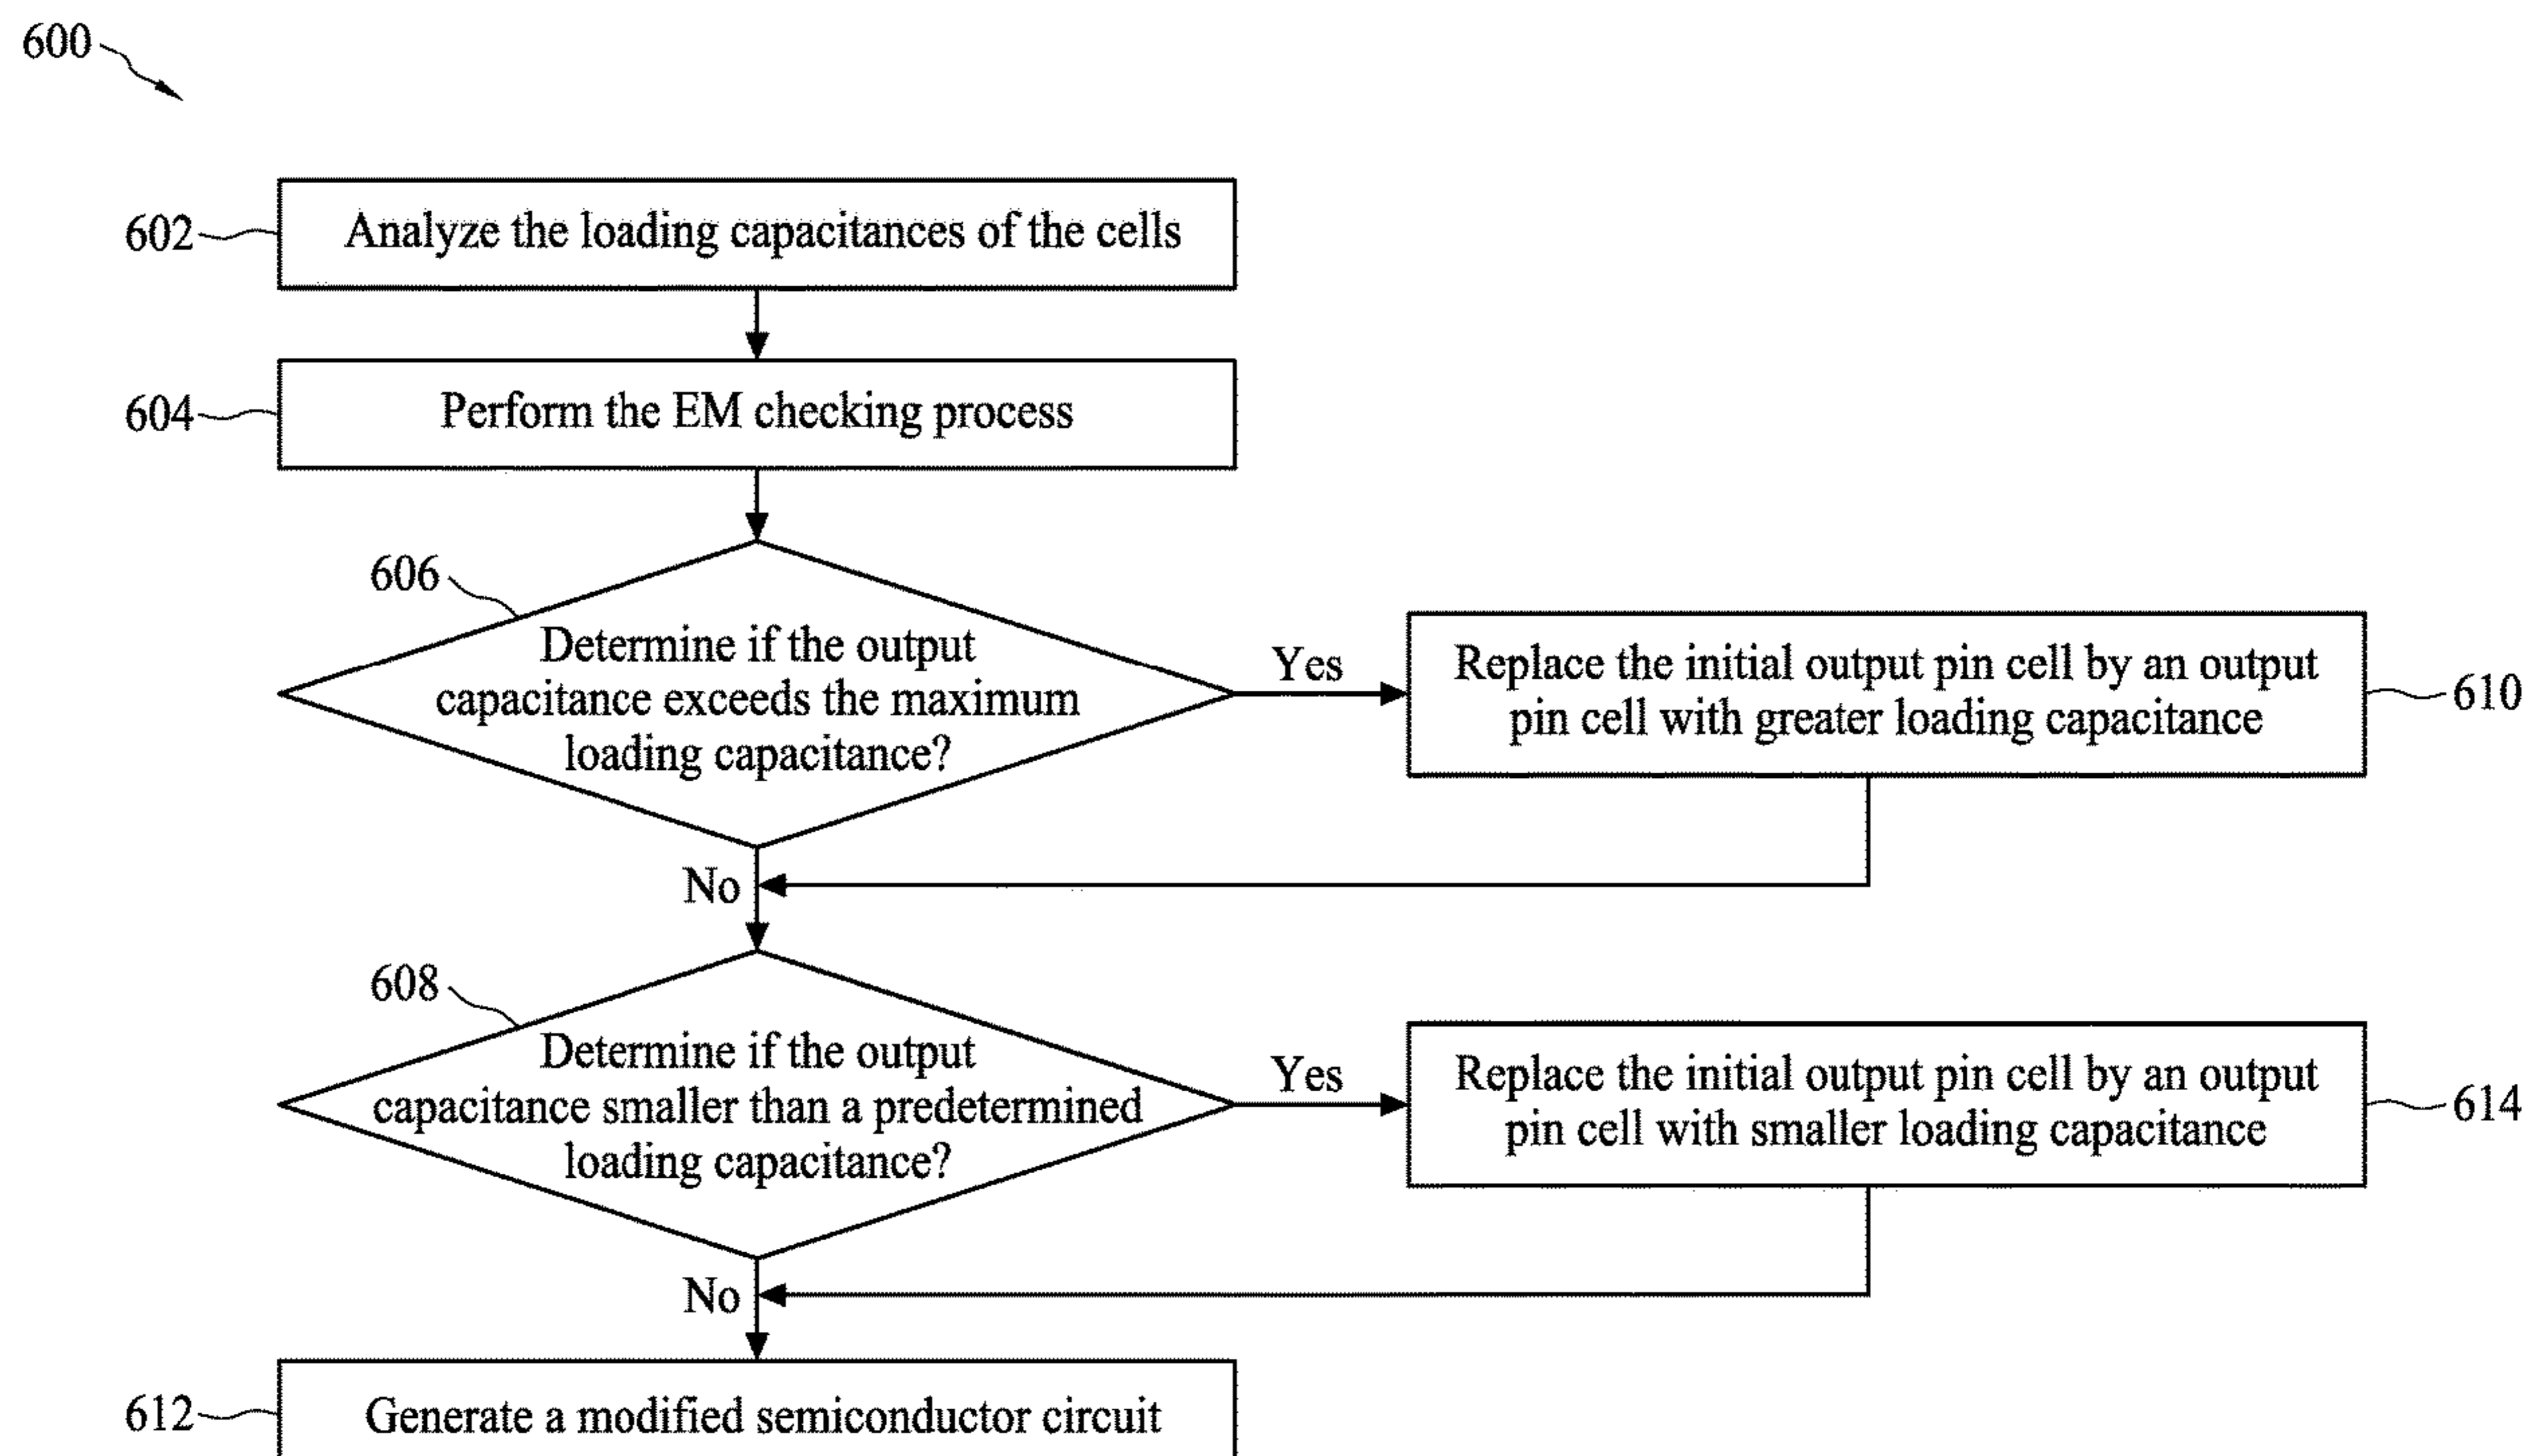 600
602
Analyze the loading capacitances of the cells
604
Perform the EM checking process
606
Determine if the output
capacitance exceeds the maximum
loading capacitance?
Yes
Replace the initial output pin cell by an output
pin cell with greater loading capacitance
610
No
608
Determine if the output
capacitance smaller than a predetermined
loading capacitance?
Yes
Replace the initial output pin cell by an output
pin cell with smaller loading capacitance
614
No
612
Generate a modified semiconductor circuit